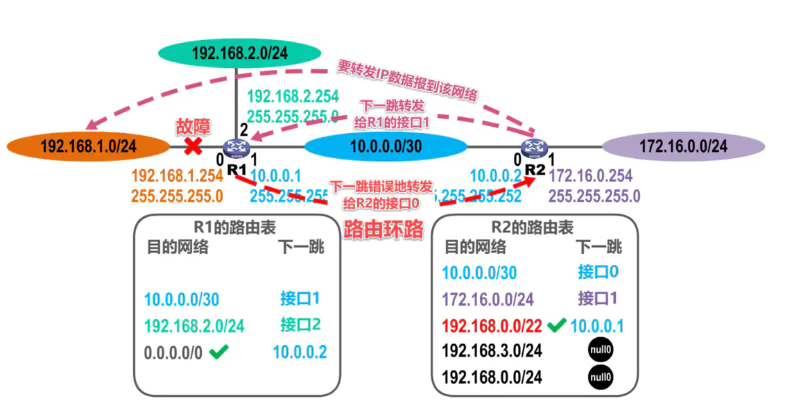 192.168.2.0/24
要转发IP数据报到该网络
192.168.2.254
255.255.255.0
下一跳转发
给R1的接口1
故障
2
192.168.1.0/24
10.0.0.0/30
172.16.0.0/24
0
R1
1
0
R2
1
192.168.1.254
255.255.255.0
10.0.0.1
255.255.255
下一跳错误地转发
给R2的接口0
10.0.0.2
255.255.252
172.16.0.254
255.255.255.0
路由环路
R1的路由表
目的网络 下一跳
10.0.0.0/30 接口1
192.168.2.0/24 接口2
0.0.0.0/0 10.0.0.2
R2的路由表
目的网络 下一跳
10.0.0.0/30 接口0
172.16.0.0/24 接口1
192.168.0.0/22 10.0.0.1
192.168.3.0/24 null0
192.168.0.0/24 null0